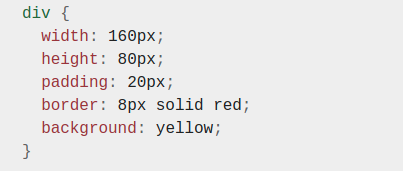 div {
  width: 160px;
  height: 80px;
  padding: 20px;
  border: 8px solid red;
  background: yellow;
}